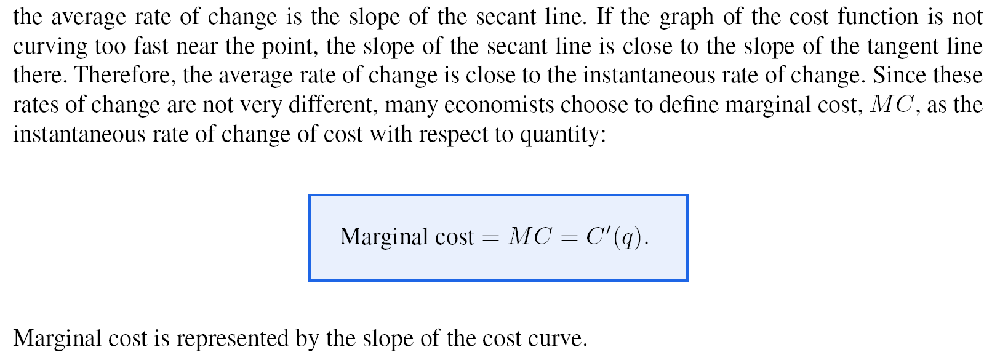 the average rate of change is the slope of the secant line. If the graph of the cost function is not
curving too fast near the point, the slope of the secant line is close to the slope of the tangent line
there. Therefore, the average rate of change is close to the instantaneous rate of change. Since these
rates of change are not very different, many economists choose to define marginal cost, MC, as the
instantaneous rate of change of cost with respect to quantity:
Marginal cost = MC = C′(q).
Marginal cost is represented by the slope of the cost curve.